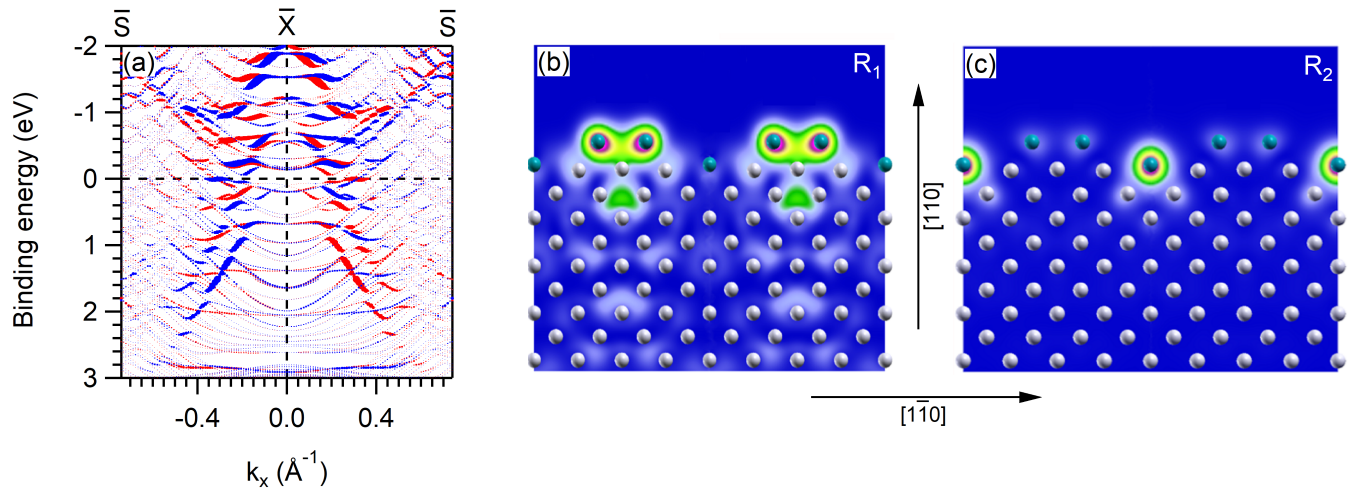 S̅ X̅ S̅
(a)
-2
-1
0
1
2
3
Binding energy (eV)
-0.4 0.0 0.4
kₓ (Å⁻¹)
(b) R₁
[110]
(c) R₂
[11̅0]